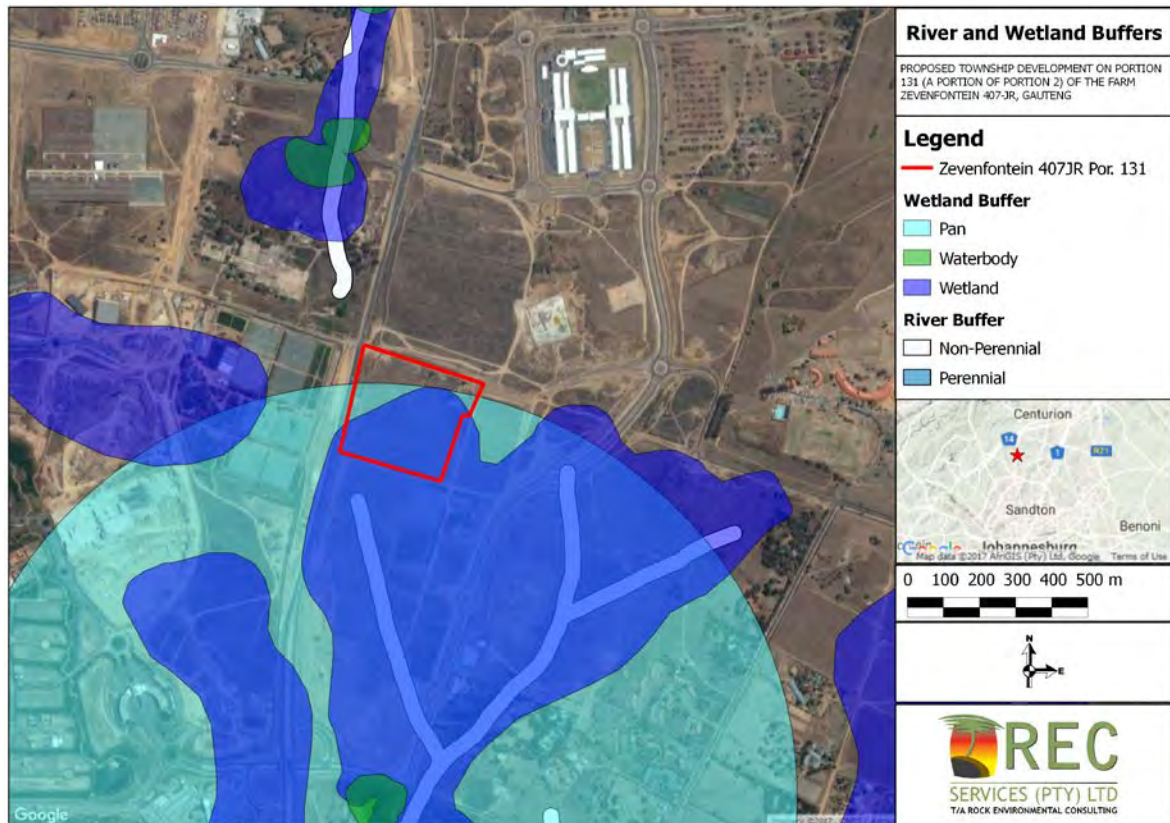 River and Wetland Buffers
PROPOSED TOWNSHIP DEVELOPMENT ON PORTION
131 (A PORTION OF PORTION 2) OF THE FARM
ZEVENFONTEIN 407-JR, GAUTENG
Legend
Zevenfontein 407JR Por. 131
Wetland Buffer
Pan
Waterbody
Wetland
River Buffer
Non-Perennial
Perennial
Centurion
14
1
R21
Sandton
Benoni
Johannesburg
Google
Map data ©2017 AfriGIS (Pty) Ltd, Google Terms of Use
0 100 200 300 400 500 m
N
E
REC
SERVICES (PTY) LTD
T/A ROCK ENVIRONMENTAL CONSULTING
Google